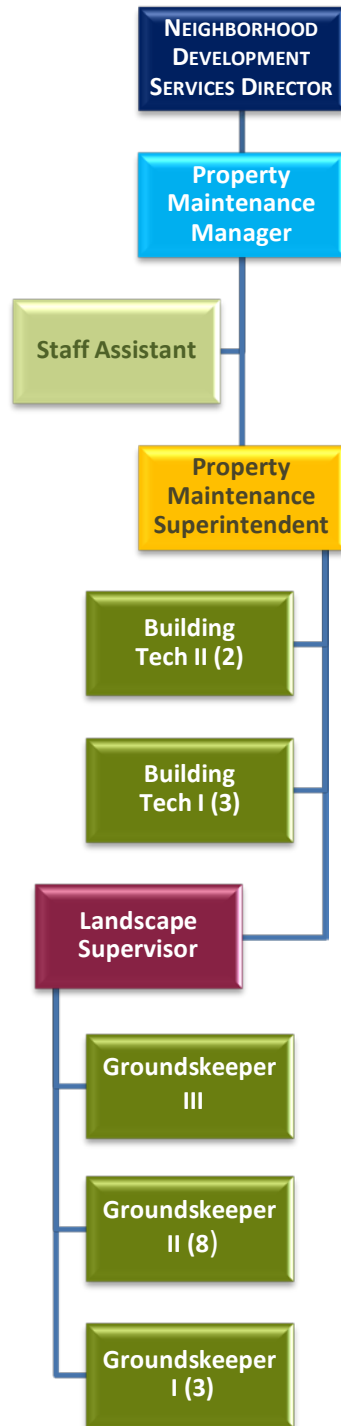 NEIGHBORHOOD
DEVELOPMENT
SERVICES DIRECTOR
Property
Maintenance
Manager
Staff Assistant
Property
Maintenance
Superintendent
Building
Tech II (2)
Building
Tech I (3)
Landscape
Supervisor
Groundskeeper
III
Groundskeeper
II (8)
Groundskeeper
I (3)